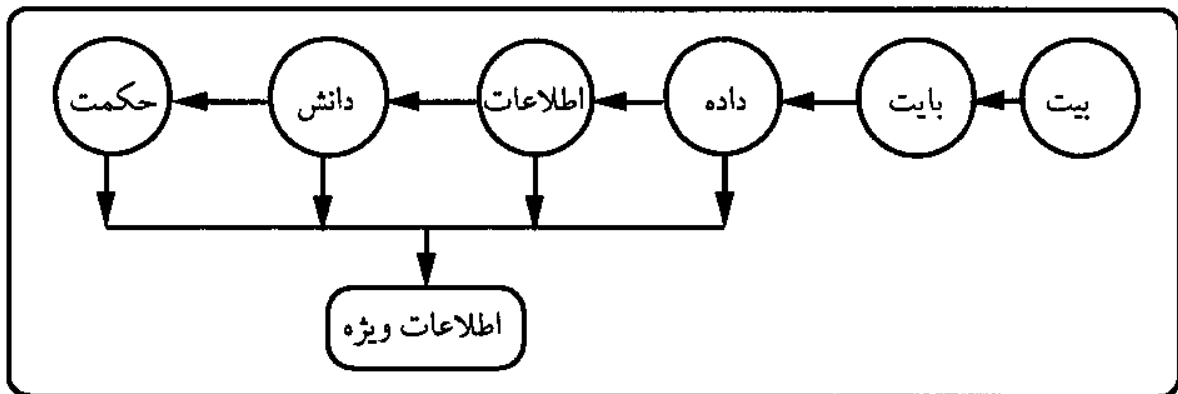 بیت
بایت
داده
اطلاعات
دانش
حکمت
اطلاعات ویژه